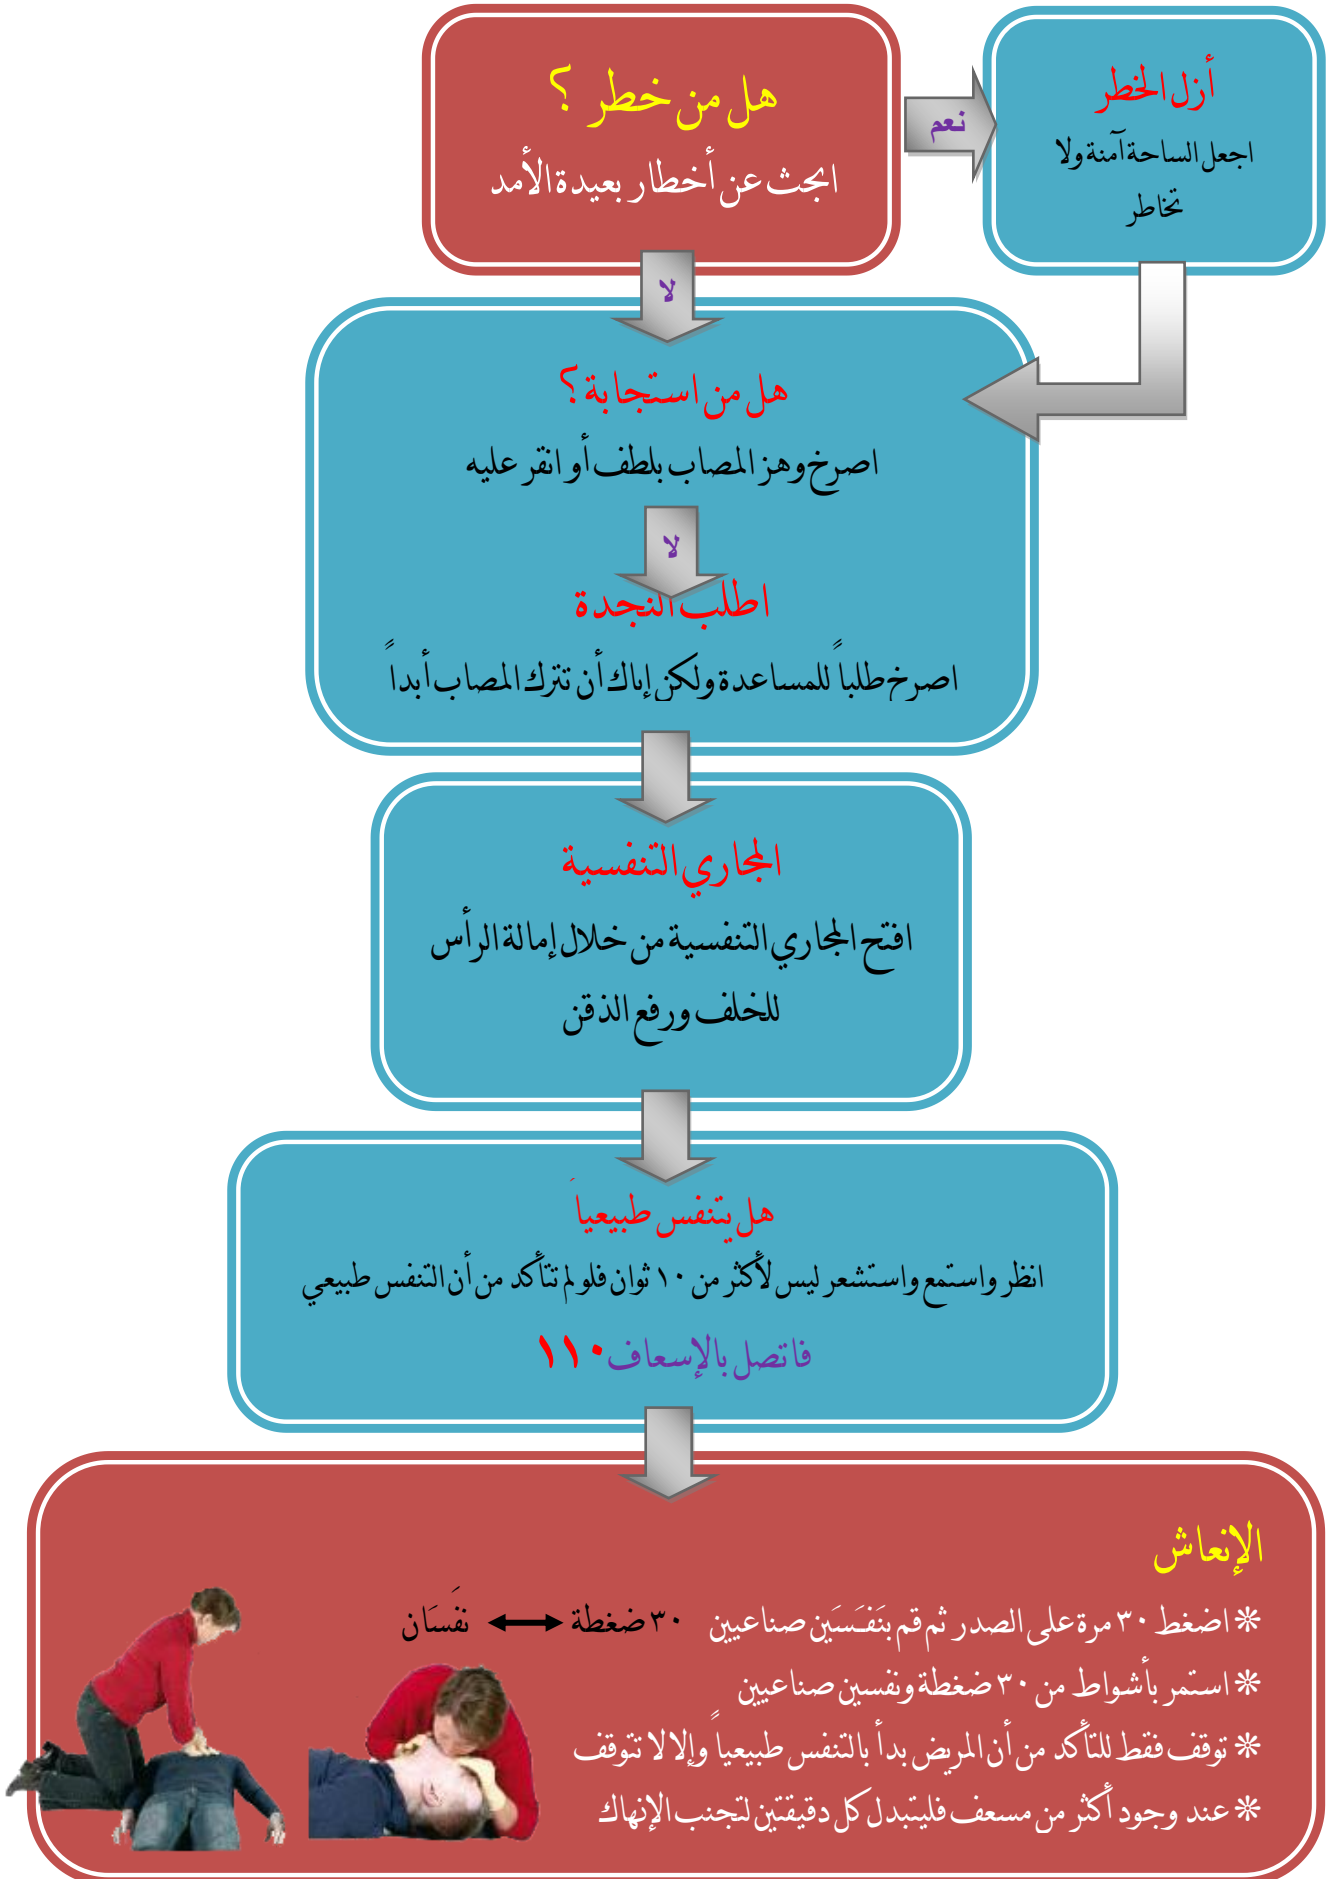 هل من خطر ؟
ابحث عن أخطار بعيدة الأمد
نعم
أزل الخطر
اجعل الساحة آمنة ولا
تخاطر
لا
هل من استجابة؟
اصرخ وهز المصاب بلطف أو انقر عليه
لا
اطلب النجدة
اصرخ طلباً للمساعدة ولكن إياك أن تترك المصاب أبداً
المجاري التنفسية
افتح المجاري التنفسية من خلال إمالة الرأس
للخلف ورفع الذقن
هل يتنفس طبيعياً
انظر واستمع واستشعر ليس لأكثر من ١٠ ثوان فلو لم تتأكد من أن التنفس طبيعي
فاتصل بالإسعاف ١١٠
الإنعاش
❊ اضغط ٣٠ مرة على الصدر ثم قم بنَفَسَين صناعيين ٣٠ ضغطة ↔ نفَسَان
❊ استمر بأشواط من ٣٠ ضغطة ونفسين صناعيين
❊ توقف فقط للتأكد من أن المريض بدأ بالتنفس طبيعياً وإلا لا تتوقف
❊ عند وجود أكثر من مسعف فليتبدل كل دقيقتين لتجنب الإنهاك